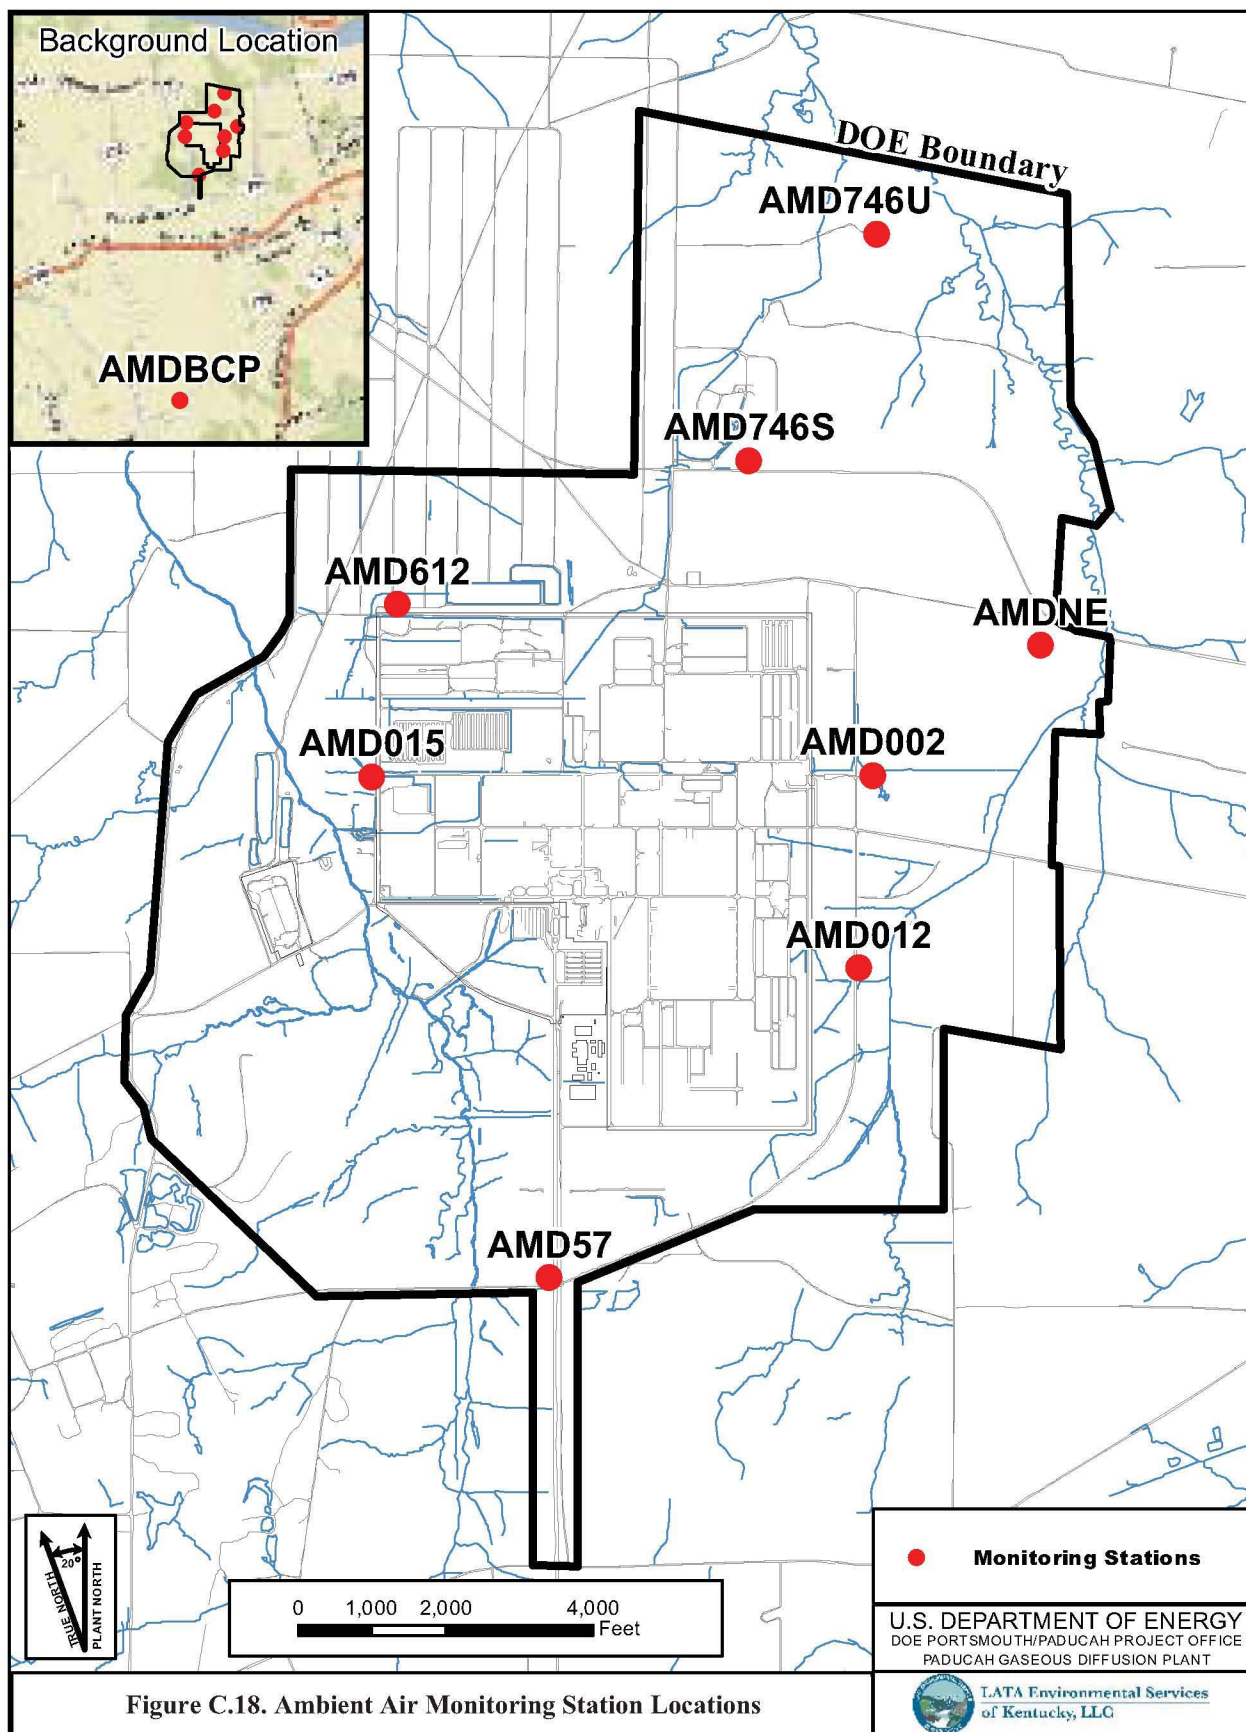 Background Location
AMDBCP
DOE Boundary
AMD746U
AMD746S
AMD612
AMDNE
AMD015
AMD002
AMD012
AMD57
20°
TRUE NORTH
PLANT NORTH
0 1,000 2,000 4,000
Feet
Monitoring Stations
U.S. DEPARTMENT OF ENERGY
DOE PORTSMOUTH/PADUCAH PROJECT OFFICE
PADUCAH GASEOUS DIFFUSION PLANT
Figure C.18. Ambient Air Monitoring Station Locations
LATA Environmental Services
of Kentucky, LLC